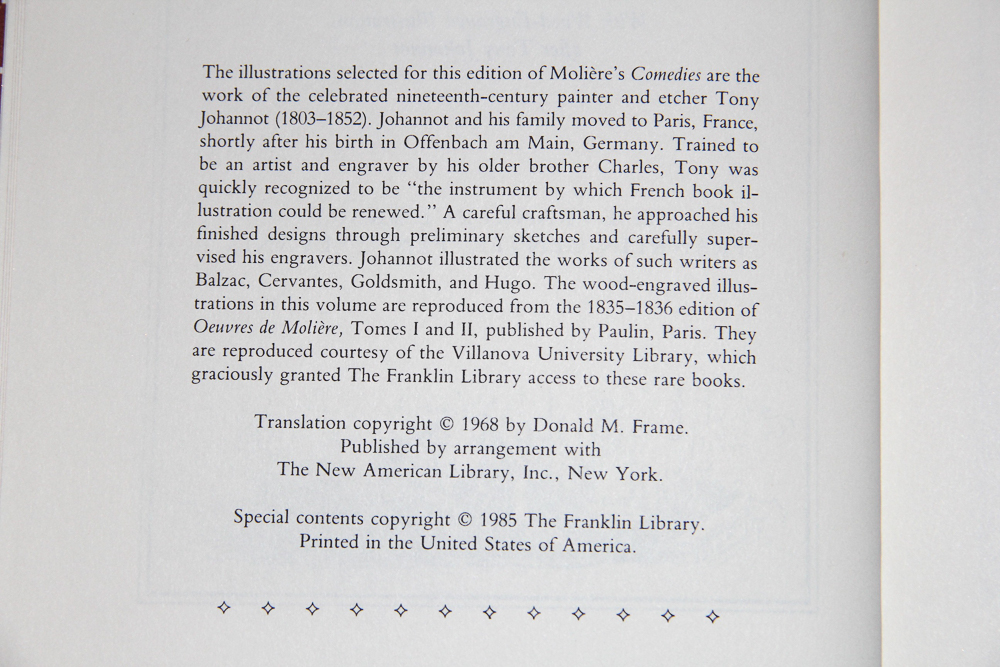 The illustrations selected for this edition of Molière's Comedies are the
work of the celebrated nineteenth-century painter and etcher Tony
Johannot (1803–1852). Johannot and his family moved to Paris, France,
shortly after his birth in Offenbach am Main, Germany. Trained to
be an artist and engraver by his older brother Charles, Tony was
quickly recognized to be “the instrument by which French book il-
lustration could be renewed.” A careful craftsman, he approached his
finished designs through preliminary sketches and carefully super-
vised his engravers. Johannot illustrated the works of such writers as
Balzac, Cervantes, Goldsmith, and Hugo. The wood-engraved illus-
trations in this volume are reproduced from the 1835–1836 edition of
Oeuvres de Molière, Tomes I and II, published by Paulin, Paris. They
are reproduced courtesy of the Villanova University Library, which
graciously granted The Franklin Library access to these rare books.
Translation copyright © 1968 by Donald M. Frame.
Published by arrangement with
The New American Library, Inc., New York.
Special contents copyright © 1985 The Franklin Library.
Printed in the United States of America.